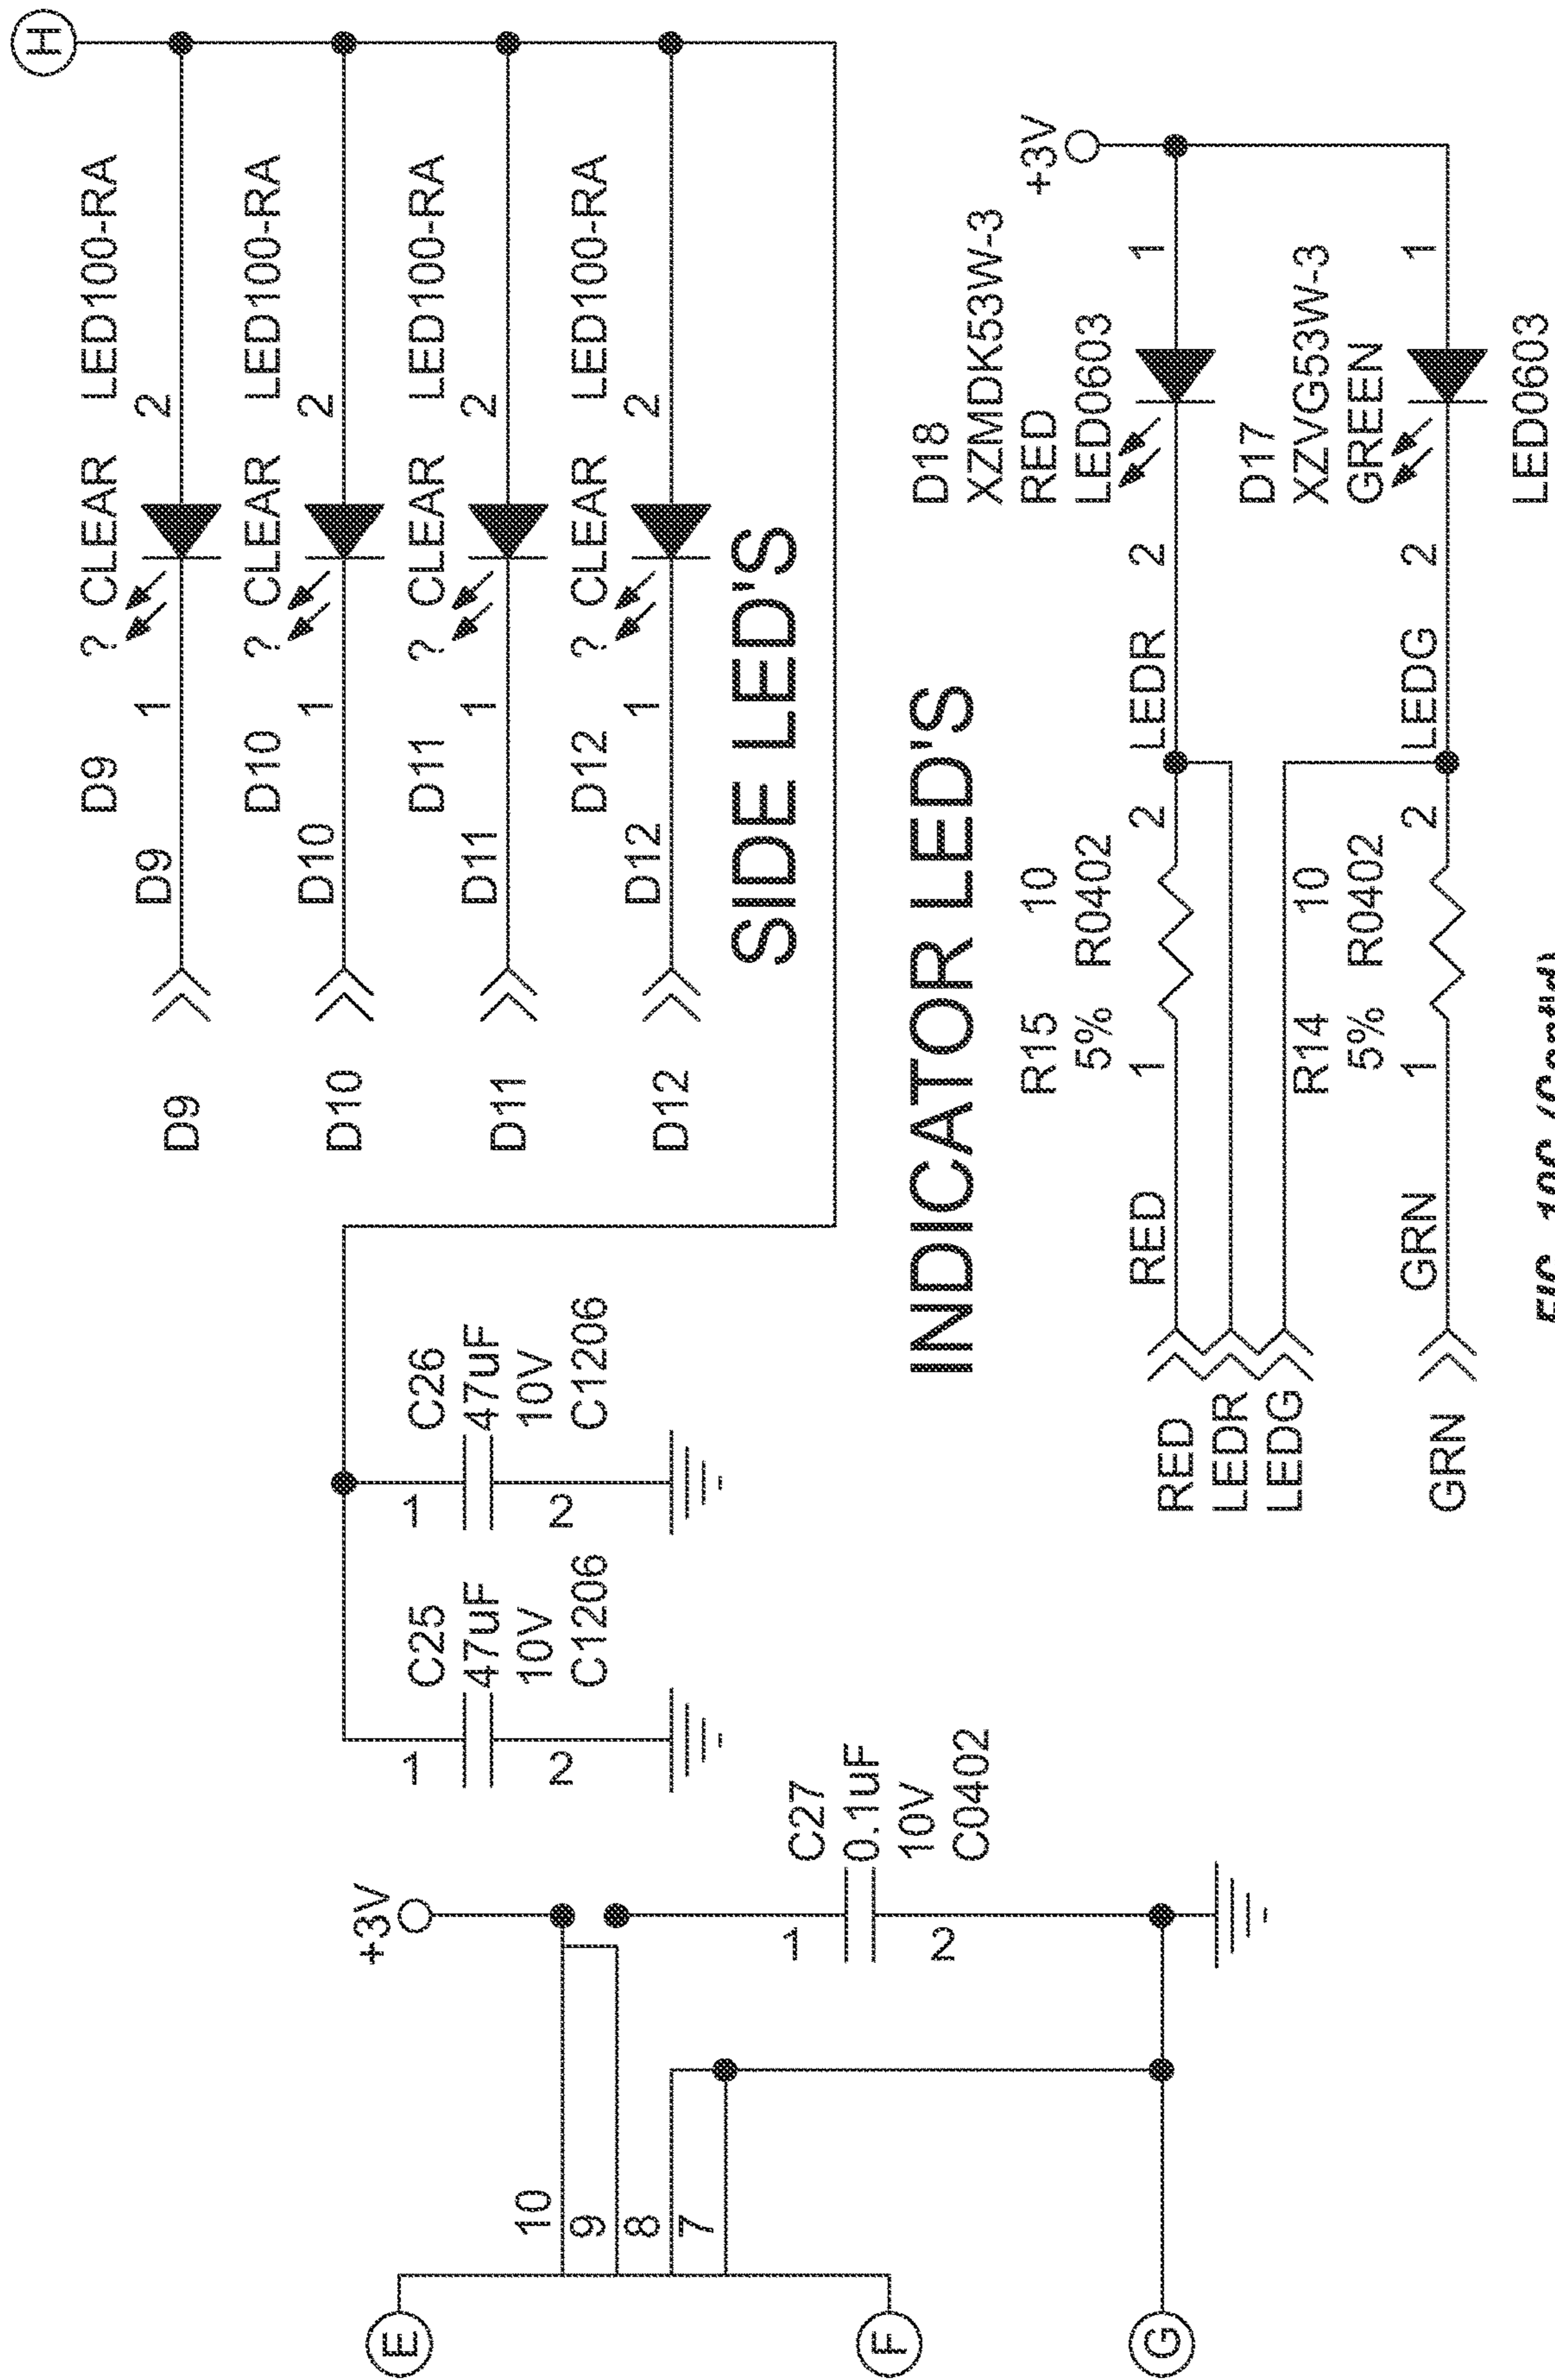 H
D9 ? CLEAR LED100-RA
D9 D9 1 2
D10 ? CLEAR LED100-RA
D10 D10 1 2
D11 ? CLEAR LED100-RA
D11 D11 1 2
D12 ? CLEAR LED100-RA
D12 D12 1 2
SIDE LED'S
C25
47uF
10V
C1206
1
2
C26
47uF
10V
C1206
1
2
+3V
E
10
9
8
7
F
G
C27
0.1uF
10V
C0402
1
2
INDICATOR LED'S
+3V
D18
XZMDK53W-3
RED
LED0603
R15 10
5% R0402
RED RED 1 2 LEDR 2 1
LEDR
LEDG
D17
XZVG53W-3
GREEN
R14 10
5% R0402
GRN GRN 1 2 LEDG 2 1
LED0603